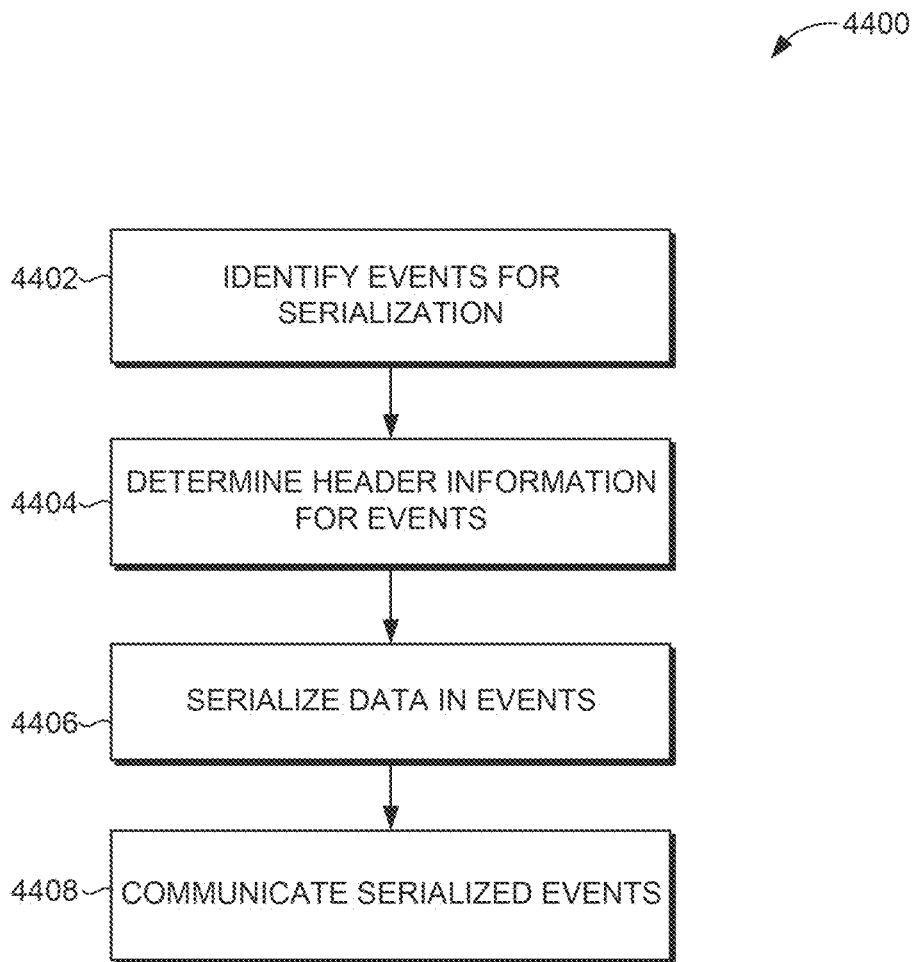 4400
4402
IDENTIFY EVENTS FOR
SERIALIZATION
4404
DETERMINE HEADER INFORMATION
FOR EVENTS
4406
SERIALIZE DATA IN EVENTS
4408
COMMUNICATE SERIALIZED EVENTS